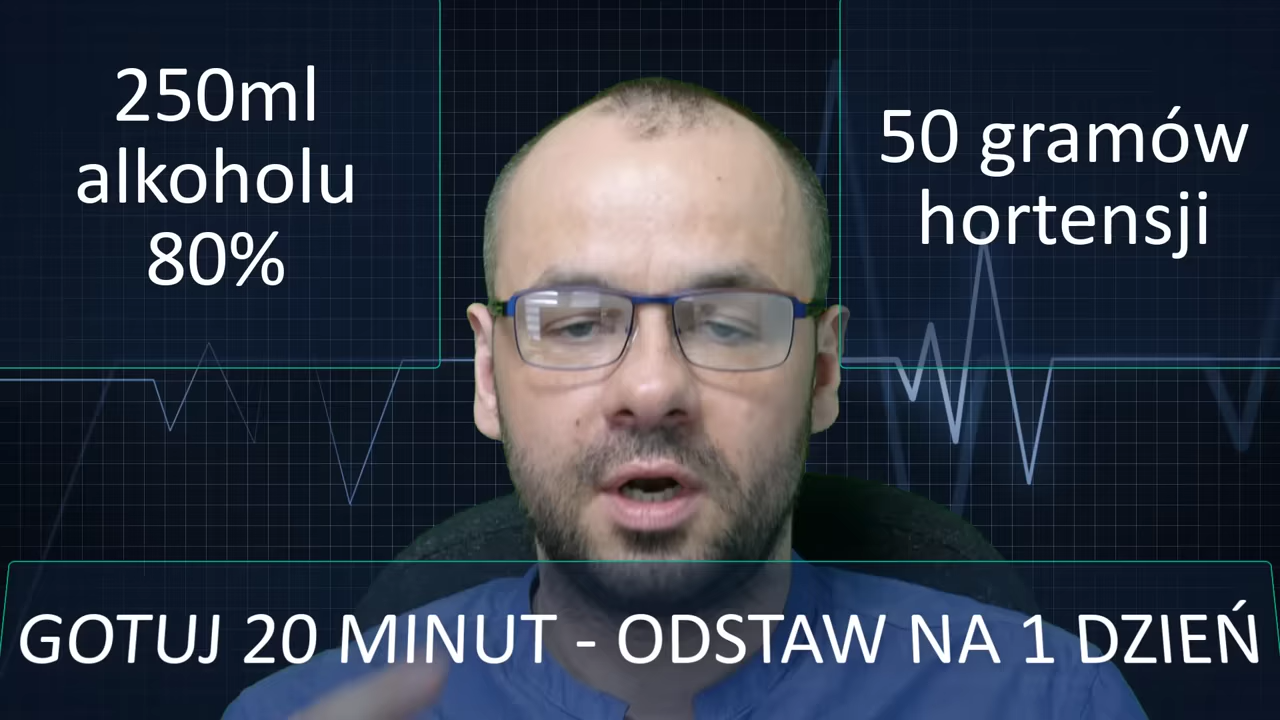 250ml
alkoholu
80%
50 gramów
hortensji
GOTUJ 20 MINUT - ODSTAW NA 1 DZIEŃ